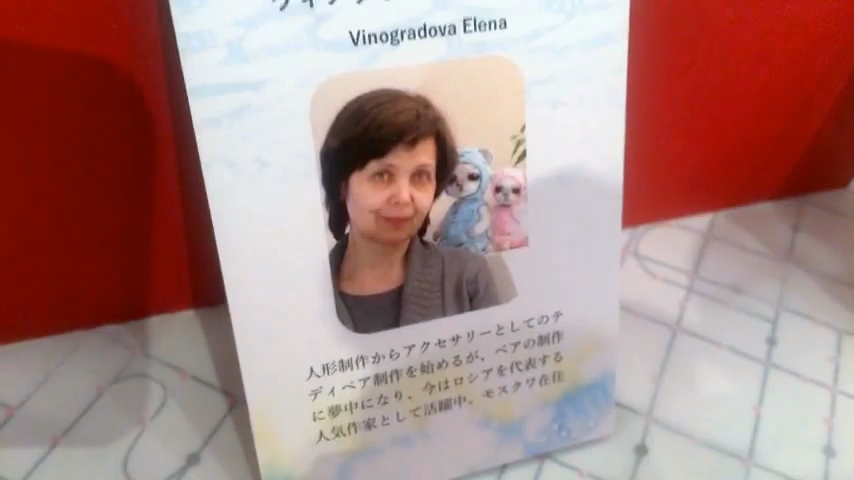 Vinogradova Elena
人形制作からアクセサリーとしてのテ
ディベア制作を始めるが、ベアの制作
に夢中になり、今はロシアを代表する
人気作家として活躍中。モスクワ在住